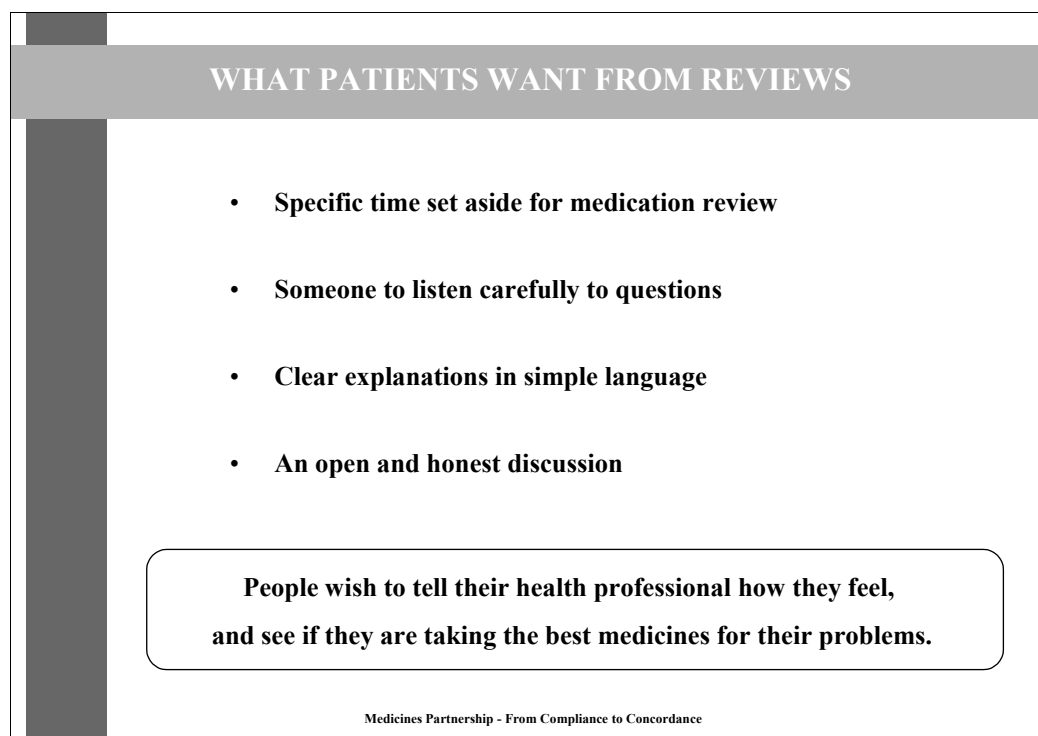 WHAT PATIENTS WANT FROM REVIEWS
• Specific time set aside for medication review
• Someone to listen carefully to questions
• Clear explanations in simple language
• An open and honest discussion
People wish to tell their health professional how they feel,
and see if they are taking the best medicines for their problems.
Medicines Partnership - From Compliance to Concordance